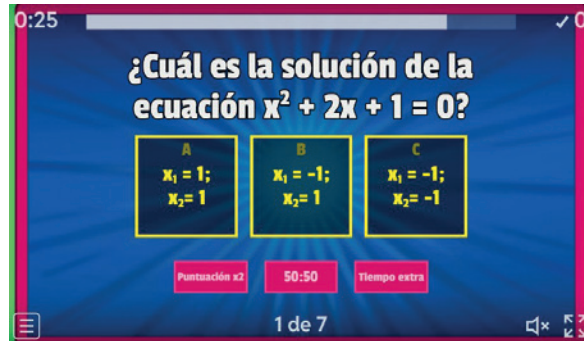 0:25
✓ 0
¿Cuál es la solución de la
ecuación x² + 2x + 1 = 0?
A
x₁ = 1;
x₂= 1
B
x₁ = -1;
x₂= 1
C
x₁ = -1;
x₂= -1
Puntuación x2
50:50
Tiempo extra
1 de 7